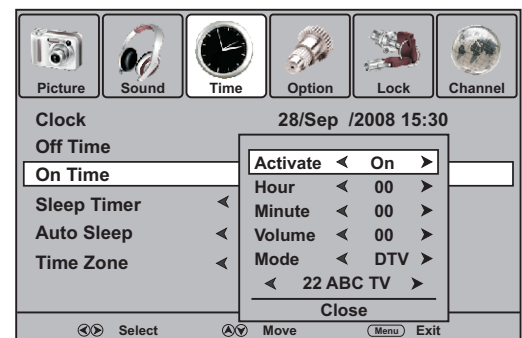 Picture Sound Time Option Lock Channel
Clock 28/Sep /2008 15:30
Off Time
On Time
Sleep Timer
Auto Sleep
Time Zone
Activate On
Hour 00
Minute 00
Volume 00
Mode DTV
22 ABC TV
Close
Select Move Menu Exit